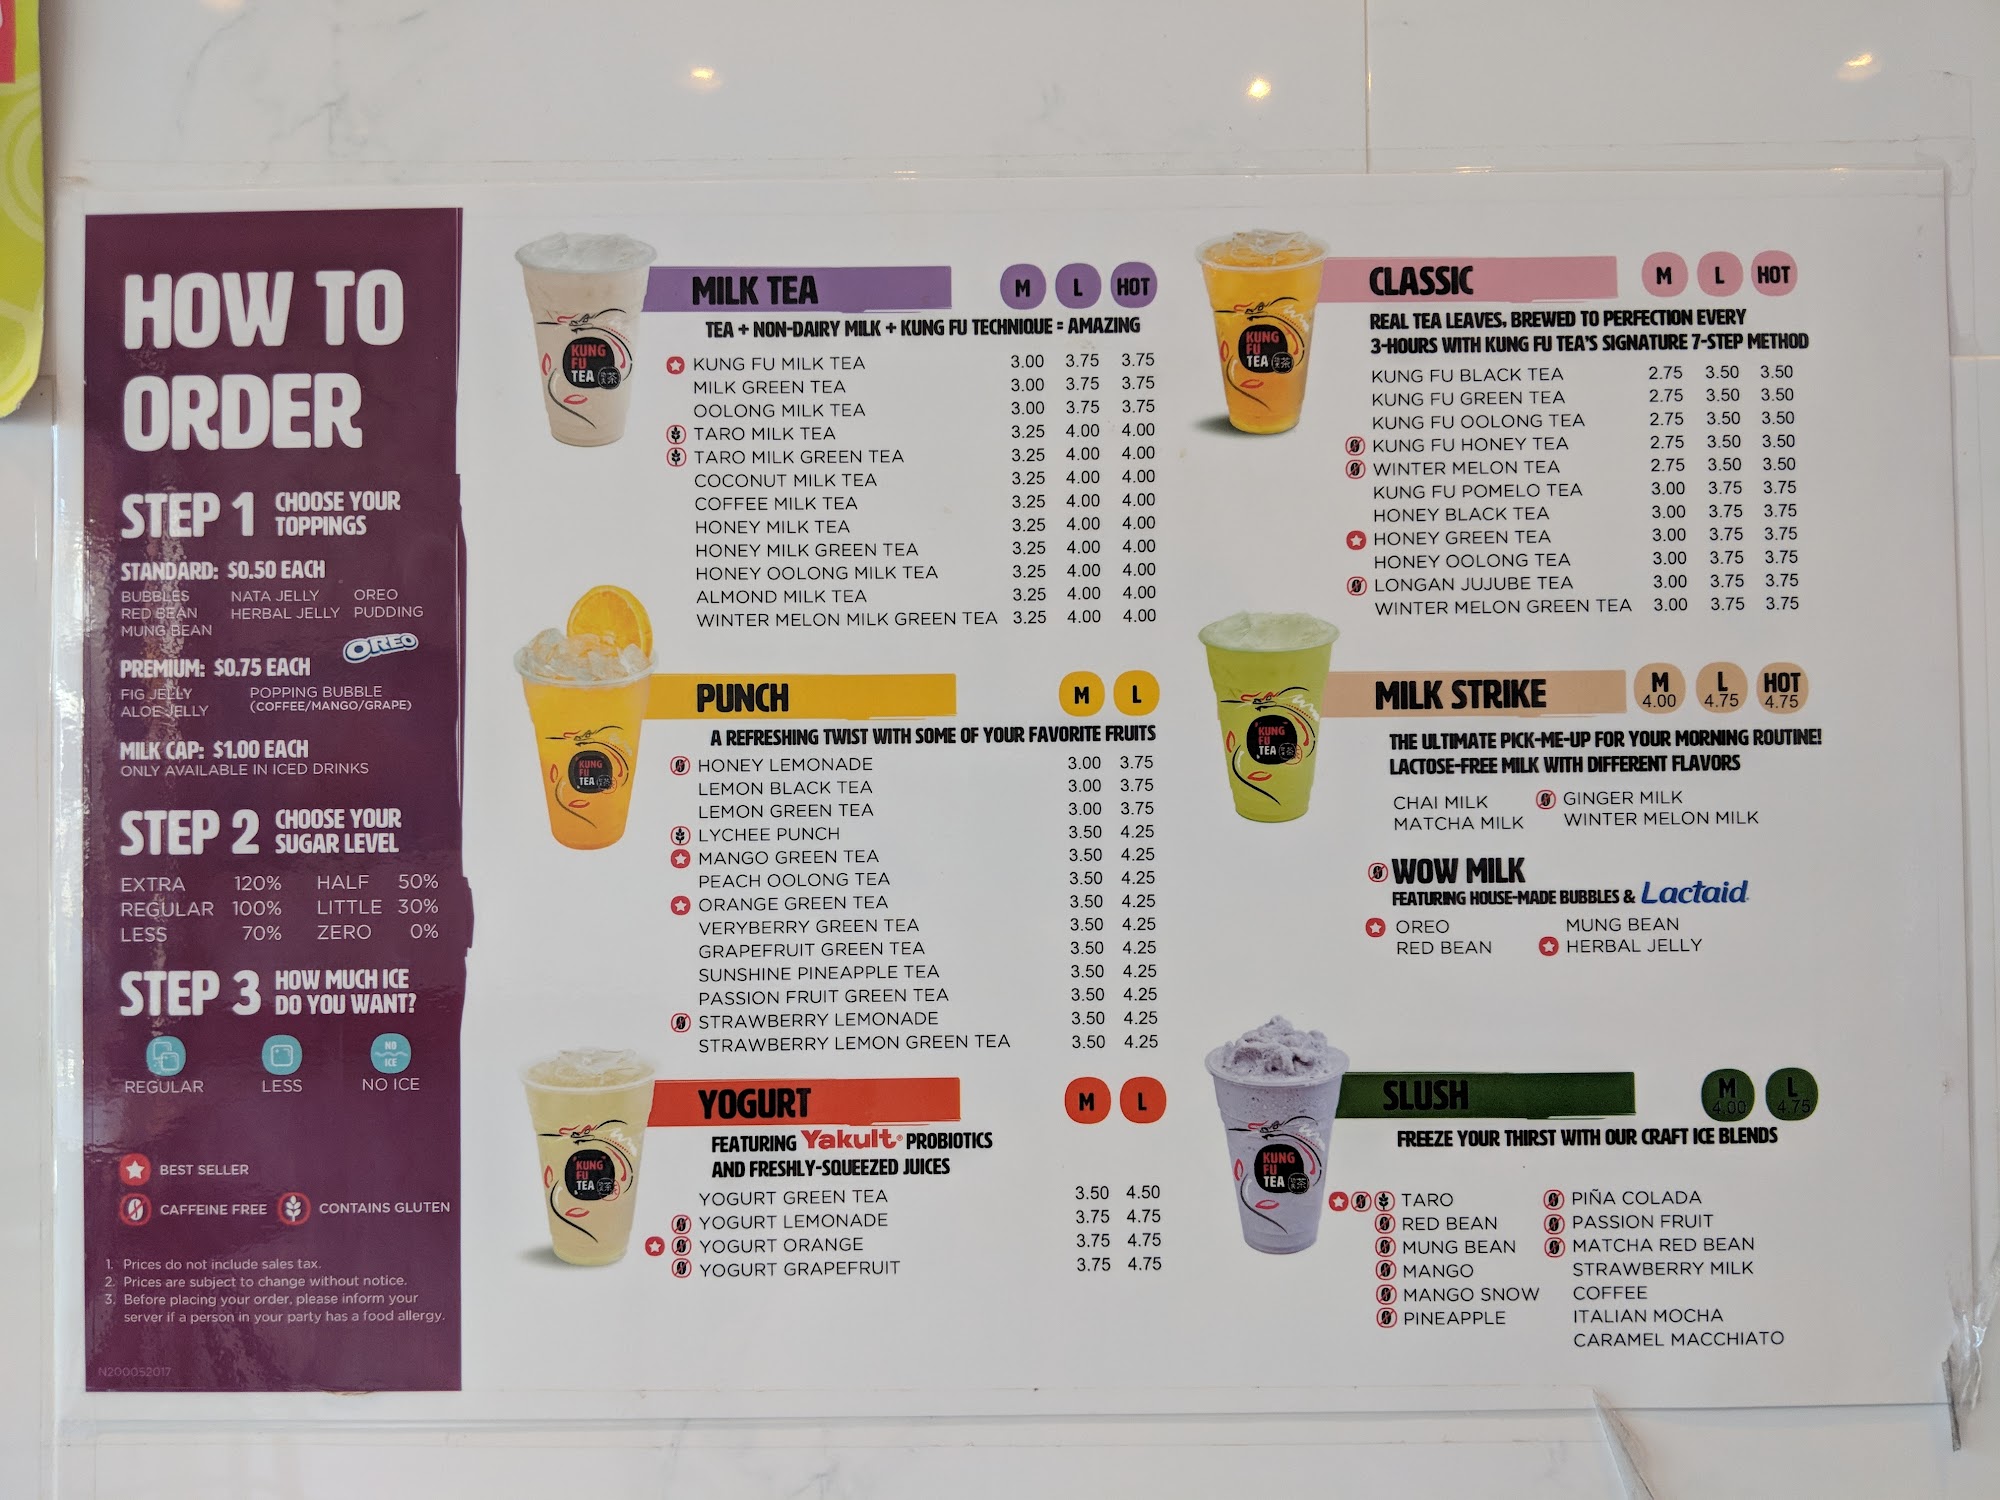 HOW TO
ORDER
STEP 1 CHOOSE YOUR
TOPPINGS
STANDARD: $0.50 EACH
BUBBLES NATA JELLY OREO
RED BEAN HERBAL JELLY PUDDING
MUNG BEAN
OREO
PREMIUM: $0.75 EACH
FIG JELLY POPPING BUBBLE
ALOE JELLY (COFFEE/MANGO/GRAPE)
MILK CAP: $1.00 EACH
ONLY AVAILABLE IN ICED DRINKS
STEP 2 CHOOSE YOUR
SUGAR LEVEL
EXTRA 120% HALF 50%
REGULAR 100% LITTLE 30%
LESS 70% ZERO 0%
STEP 3 HOW MUCH ICE
DO YOU WANT?
NO
ICE
REGULAR LESS NO ICE
BEST SELLER
CAFFEINE FREE CONTAINS GLUTEN
1. Prices do not include sales tax.
2. Prices are subject to change without notice.
3. Before placing your order, please inform your
server if a person in your party has a food allergy.
N200052017
KUNG
FU
TEA
MILK TEA M L HOT
TEA + NON-DAIRY MILK + KUNG FU TECHNIQUE = AMAZING
KUNG FU MILK TEA 3.00 3.75 3.75
MILK GREEN TEA 3.00 3.75 3.75
OOLONG MILK TEA 3.00 3.75 3.75
TARO MILK TEA 3.25 4.00 4.00
TARO MILK GREEN TEA 3.25 4.00 4.00
COCONUT MILK TEA 3.25 4.00 4.00
COFFEE MILK TEA 3.25 4.00 4.00
HONEY MILK TEA 3.25 4.00 4.00
HONEY MILK GREEN TEA 3.25 4.00 4.00
HONEY OOLONG MILK TEA 3.25 4.00 4.00
ALMOND MILK TEA 3.25 4.00 4.00
WINTER MELON MILK GREEN TEA 3.25 4.00 4.00
KUNG
FU
TEA
PUNCH M L
A REFRESHING TWIST WITH SOME OF YOUR FAVORITE FRUITS
HONEY LEMONADE 3.00 3.75
LEMON BLACK TEA 3.00 3.75
LEMON GREEN TEA 3.00 3.75
LYCHEE PUNCH 3.50 4.25
MANGO GREEN TEA 3.50 4.25
PEACH OOLONG TEA 3.50 4.25
ORANGE GREEN TEA 3.50 4.25
VERYBERRY GREEN TEA 3.50 4.25
GRAPEFRUIT GREEN TEA 3.50 4.25
SUNSHINE PINEAPPLE TEA 3.50 4.25
PASSION FRUIT GREEN TEA 3.50 4.25
STRAWBERRY LEMONADE 3.50 4.25
STRAWBERRY LEMON GREEN TEA 3.50 4.25
KUNG
FU
TEA
YOGURT M L
FEATURING Yakult® PROBIOTICS
AND FRESHLY-SQUEEZED JUICES
YOGURT GREEN TEA 3.50 4.50
YOGURT LEMONADE 3.75 4.75
YOGURT ORANGE 3.75 4.75
YOGURT GRAPEFRUIT 3.75 4.75
KUNG
FU
TEA
CLASSIC M L HOT
REAL TEA LEAVES, BREWED TO PERFECTION EVERY
3-HOURS WITH KUNG FU TEA'S SIGNATURE 7-STEP METHOD
KUNG FU BLACK TEA 2.75 3.50 3.50
KUNG FU GREEN TEA 2.75 3.50 3.50
KUNG FU OOLONG TEA 2.75 3.50 3.50
KUNG FU HONEY TEA 2.75 3.50 3.50
WINTER MELON TEA 2.75 3.50 3.50
KUNG FU POMELO TEA 3.00 3.75 3.75
HONEY BLACK TEA 3.00 3.75 3.75
HONEY GREEN TEA 3.00 3.75 3.75
HONEY OOLONG TEA 3.00 3.75 3.75
LONGAN JUJUBE TEA 3.00 3.75 3.75
WINTER MELON GREEN TEA 3.00 3.75 3.75
KUNG
FU
TEA
MILK STRIKE M L HOT
4.00 4.75 4.75
THE ULTIMATE PICK-ME-UP FOR YOUR MORNING ROUTINE!
LACTOSE-FREE MILK WITH DIFFERENT FLAVORS
CHAI MILK GINGER MILK
MATCHA MILK WINTER MELON MILK
WOW MILK
FEATURING HOUSE-MADE BUBBLES & Lactaid
OREO MUNG BEAN
RED BEAN HERBAL JELLY
KUNG
FU
TEA
SLUSH M L
4.00 4.75
FREEZE YOUR THIRST WITH OUR CRAFT ICE BLENDS
TARO PIÑA COLADA
RED BEAN PASSION FRUIT
MUNG BEAN MATCHA RED BEAN
MANGO STRAWBERRY MILK
MANGO SNOW COFFEE
PINEAPPLE ITALIAN MOCHA
CARAMEL MACCHIATO